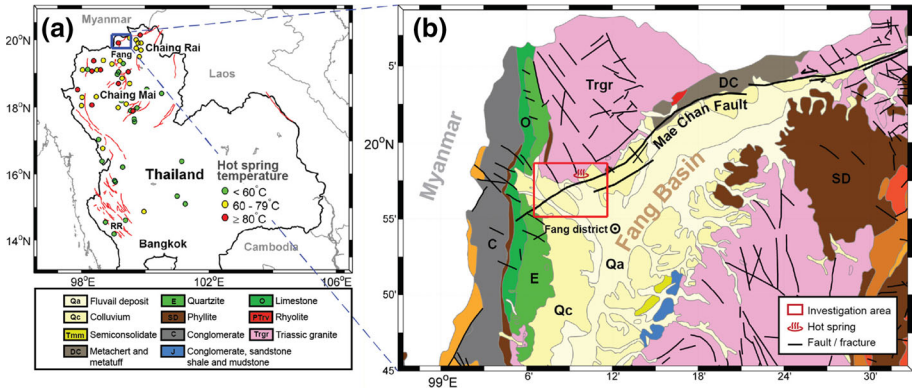 (a)
Myanmar
20°N
18°N
16°N
14°N
98°E
100°E
102°E
104°E
106°E
Fang
Chaing Rai
Laos
Chaing Mai
Thailand
Hot spring
temperature
< 60°C
60 - 79°C
≥ 80°C
RR
Bangkok
Cambodia
Qa Fluvail deposit
Qc Colluvium
Tmm Semiconsolidate
DC Metachert and
metatuff
E Quartzite
SD Phyllite
C Conglomerate
J Conglomerate, sandstone
shale and mudstone
O Limestone
PTrv Rhyolite
Trgr Triassic granite
(b)
Myanmar
Trgr
DC
O
Mae Chan Fault
20°N
55'
50'
45'
99°E
6'
12'
18'
24'
30'
Fang Basin
SD
Fang district
C
E
Qa
Qc
Investigation area
Hot spring
Fault / fracture